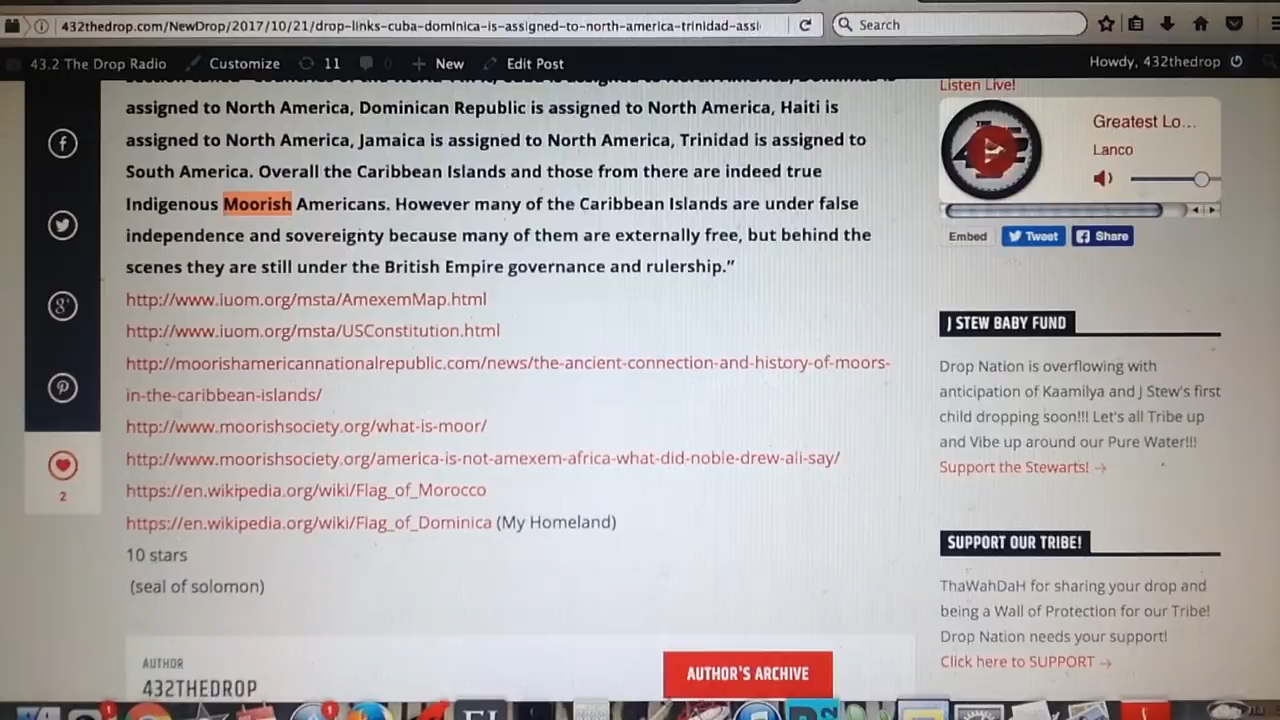 432thedrop.com/NewDrop/2017/10/21/drop-links-cuba-dominica-is-assigned-to-north-america-trinidad-assi
Search
43.2 The Drop Radio Customize 11 0 + New Edit Post Howdy, 432thedrop
assigned to North America, Dominican Republic is assigned to North America, Haiti is
assigned to North America, Jamaica is assigned to North America, Trinidad is assigned to
South America. Overall the Caribbean Islands and those from there are indeed true
Indigenous Moorish Americans. However many of the Caribbean Islands are under false
independence and sovereignty because many of them are externally free, but behind the
scenes they are still under the British Empire governance and rulership.”
http://www.iuom.org/msta/AmexemMap.html
http://www.iuom.org/msta/USConstitution.html
http://moorishamericannationalrepublic.com/news/the-ancient-connection-and-history-of-moors-
in-the-caribbean-islands/
http://www.moorishsociety.org/what-is-moor/
http://www.moorishsociety.org/america-is-not-amexem-africa-what-did-noble-drew-ali-say/
https://en.wikipedia.org/wiki/Flag_of_Morocco
https://en.wikipedia.org/wiki/Flag_of_Dominica (My Homeland)
10 stars
(seal of solomon)
2
AUTHOR
432THEDROP
AUTHOR'S ARCHIVE
Listen Live!
Greatest Lo...
Lanco
Embed Tweet Share
J STEW BABY FUND
Drop Nation is overflowing with
anticipation of Kaamilya and J Stew's first
child dropping soon!!! Let's all Tribe up
and Vibe up around our Pure Water!!!
Support the Stewarts! →
SUPPORT OUR TRIBE!
ThaWahDaH for sharing your drop and
being a Wall of Protection for our Tribe!
Drop Nation needs your support!
Click here to SUPPORT →